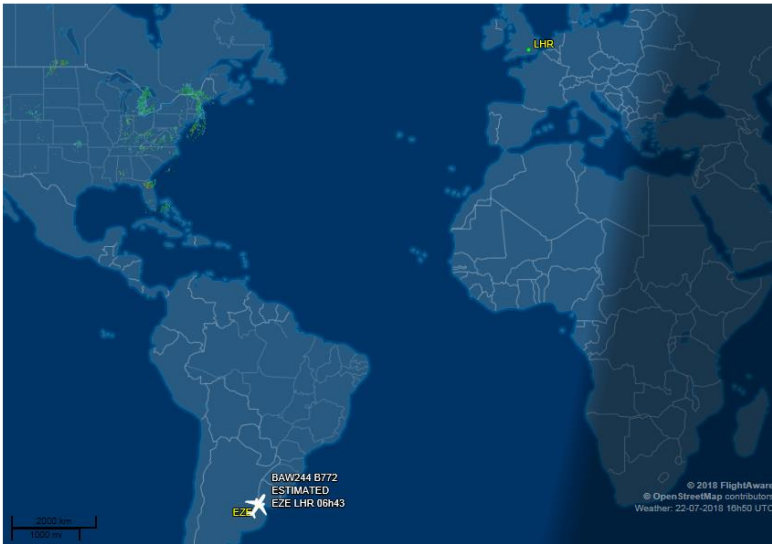 LHR
BAW244 B772
ESTIMATED
EZE LHR 06h43
EZE
2000 km
1000 mi
© 2018 FlightAware
© OpenStreetMap contributors
Weather: 22-07-2018 16h50 UTC